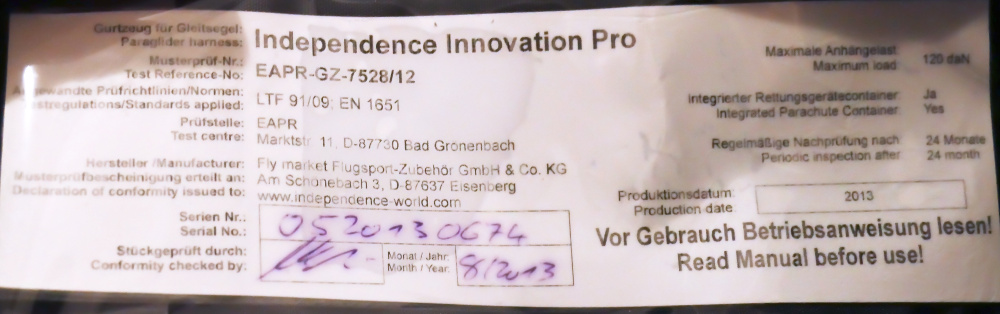 Gurtzeug für Gleitsegel:
Paraglider harness:
Independence Innovation Pro
Musterprüf-Nr.:
Test Reference-No:
EAPR-GZ-7528/12
Angewandte Prüfrichtlinien/Normen:
Testregulations/Standards applied:
LTF 91/09; EN 1651
Prüfstelle: EAPR
Test centre: Marktstr. 11, D-87730 Bad Grönenbach
Hersteller /Manufacturer: Fly market Flugsport-Zubehör GmbH & Co. KG
Musterprüfbescheinigung erteilt an: Am Schönebach 3, D-87637 Eisenberg
Declaration of conformity issued to: www.independence-world.com
Serien Nr.:
Serial No.:
0520130674
Stückgeprüft durch:
Conformity checked by:
Monat / Jahr:
Month / Year:
8/2013
Maximale Anhängelast
Maximum load:
120 daN
Integrierter Rettungsgerätecontainer: Ja
Integrated Parachute Container: Yes
Regelmäßige Nachprüfung nach 24 Monate
Periodic inspection after 24 month
Produktionsdatum:
Production date:
2013
Vor Gebrauch Betriebsanweisung lesen!
Read Manual before use!